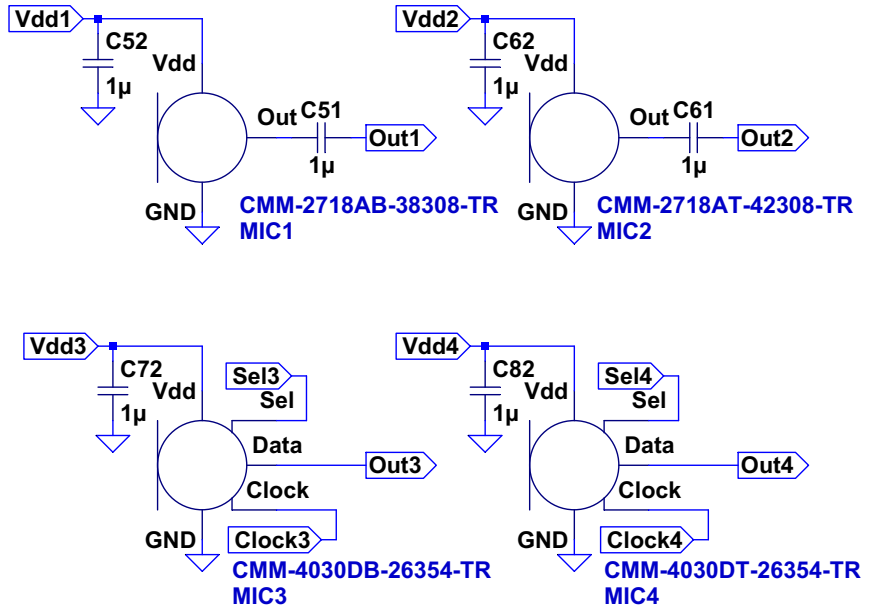 Vdd1
C52
1µ
Vdd
Out
C51
1µ
Out1
GND
CMM-2718AB-38308-TR
MIC1
Vdd2
C62
1µ
Vdd
Out
C61
1µ
Out2
GND
CMM-2718AT-42308-TR
MIC2
Vdd3
C72
1µ
Vdd
Sel3
Sel
Data
Out3
Clock
GND
Clock3
CMM-4030DB-26354-TR
MIC3
Vdd4
C82
1µ
Vdd
Sel4
Sel
Data
Out4
Clock
GND
Clock4
CMM-4030DT-26354-TR
MIC4